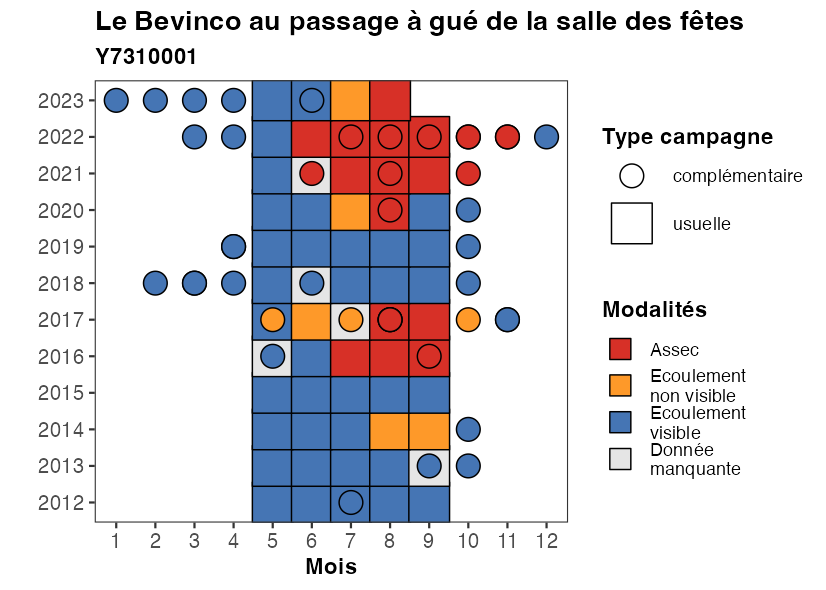 Le Bevinco au passage à gué de la salle des fêtes
Y7310001
2023
2022
2021
2020
2019
2018
2017
2016
2015
2014
2013
2012
1 2 3 4 5 6 7 8 9 10 11 12
Mois
Type campagne
complémentaire
usuelle
Modalités
Assec
Ecoulement
non visible
Ecoulement
visible
Donnée
manquante